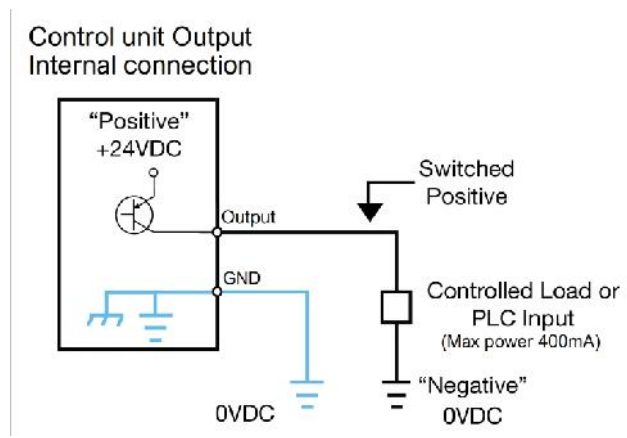 Control unit Output
Internal connection
“Positive”
+24VDC
Output
GND
Switched
Positive
Controlled Load or
PLC Input
(Max power 400mA)
“Negative”
0VDC
0VDC